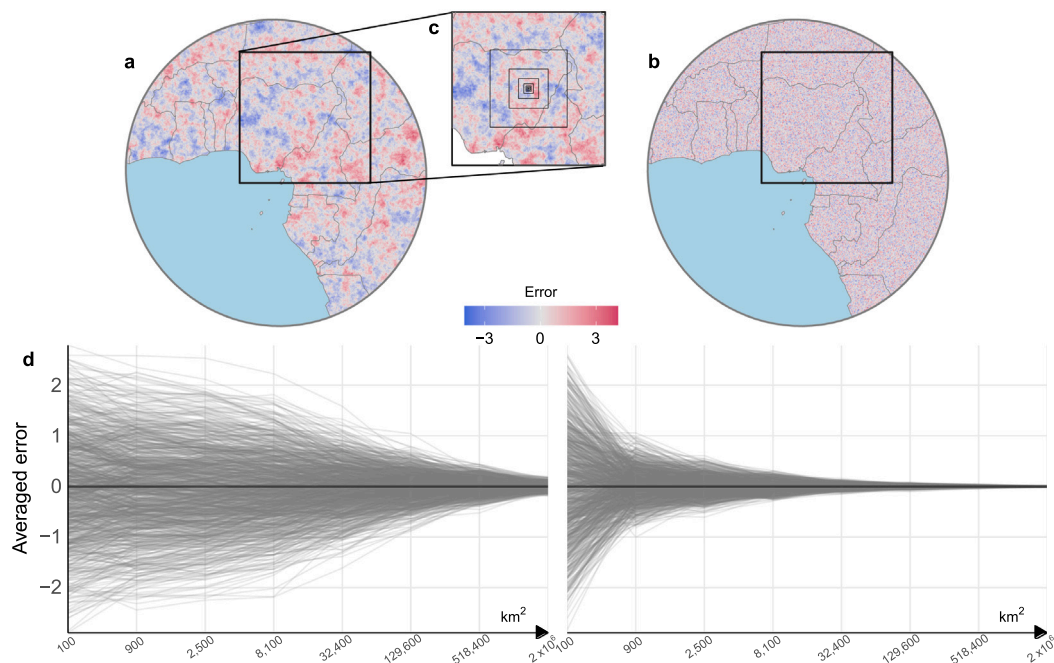 a
c
b
Error
−3 0 3
d
Averaged error
2
1
0
−1
−2
km²
km²
100 900 2,500 8,100 32,400 129,600 518,400 2 x10⁶
100 900 2,500 8,100 32,400 129,600 518,400 2 x10⁶